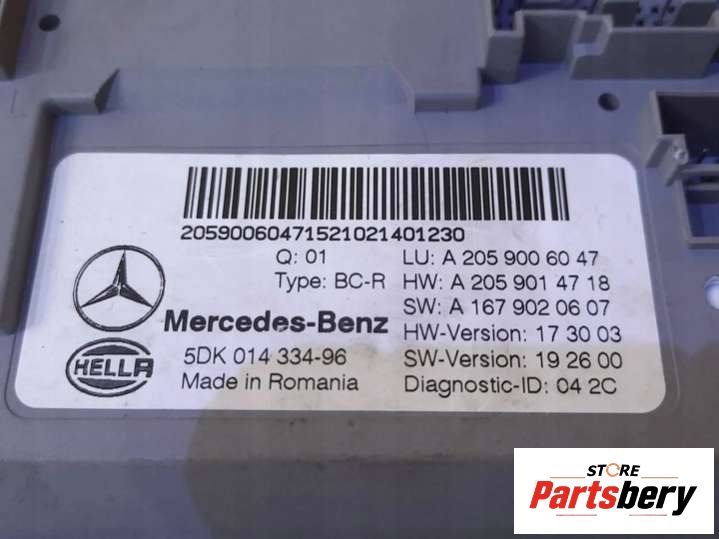 2059006047152102140​1230
Q: 01
LU: A 205 900 60 47
Type: BC-R
HW: A 205 901 47 18
SW: A 167 902 06 07
Mercedes-Benz
HW-Version: 17 30 03
HELLA
5DK 014 334-96
SW-Version: 19 26 00
Made in Romania
Diagnostic-ID: 04 2C
STORE
Partsbery